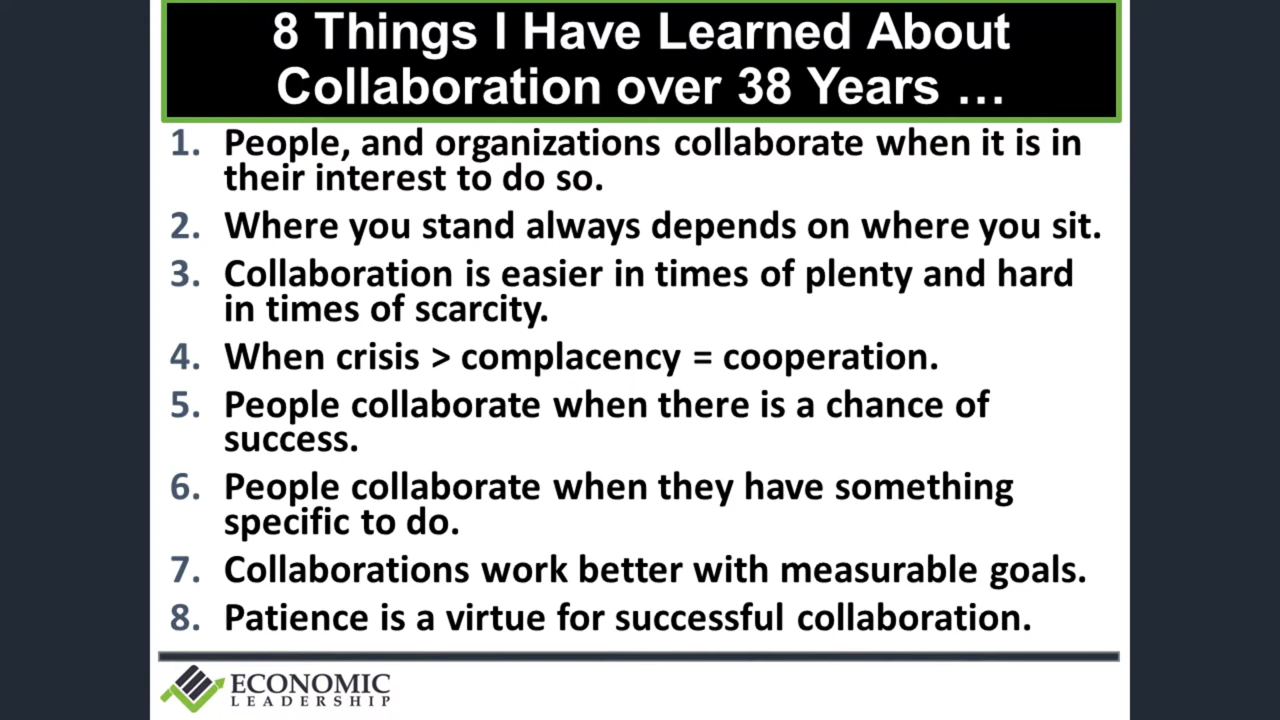 8 Things I Have Learned About
Collaboration over 38 Years …
1. People, and organizations collaborate when it is in
their interest to do so.
2. Where you stand always depends on where you sit.
3. Collaboration is easier in times of plenty and hard
in times of scarcity.
4. When crisis > complacency = cooperation.
5. People collaborate when there is a chance of
success.
6. People collaborate when they have something
specific to do.
7. Collaborations work better with measurable goals.
8. Patience is a virtue for successful collaboration.
ECONOMIC
LEADERSHIP